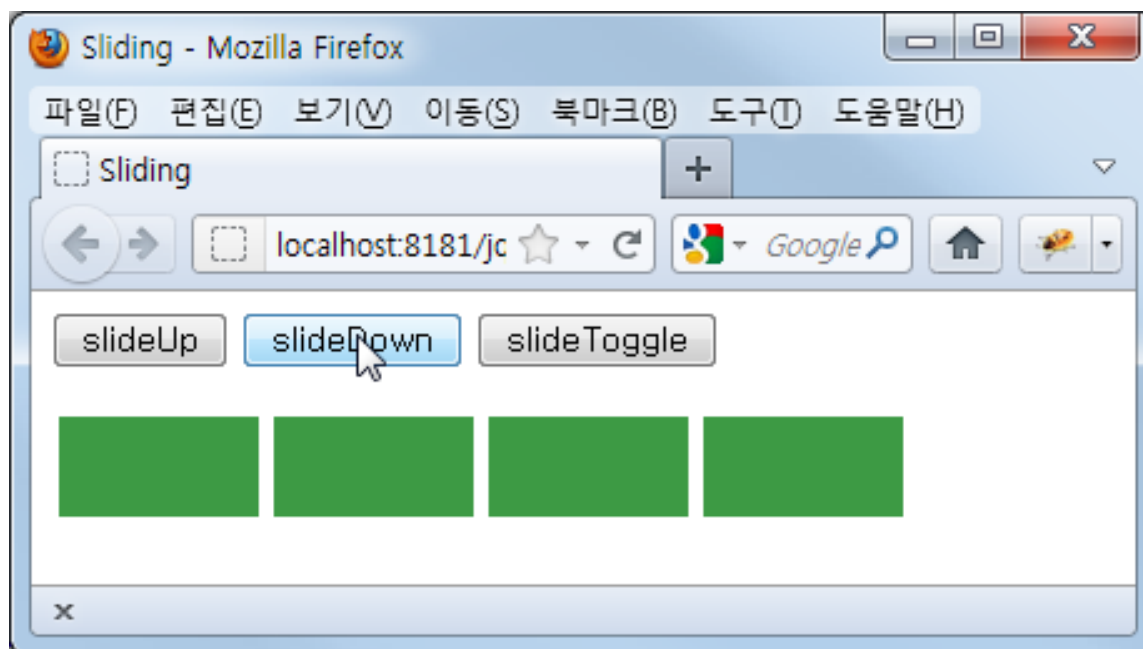 Sliding - Mozilla Firefox
파일(F) 편집(E) 보기(V) 이동(S) 북마크(B) 도구(T) 도움말(H)
Sliding
localhost:8181/jc Google
slideUp slideDown slideToggle